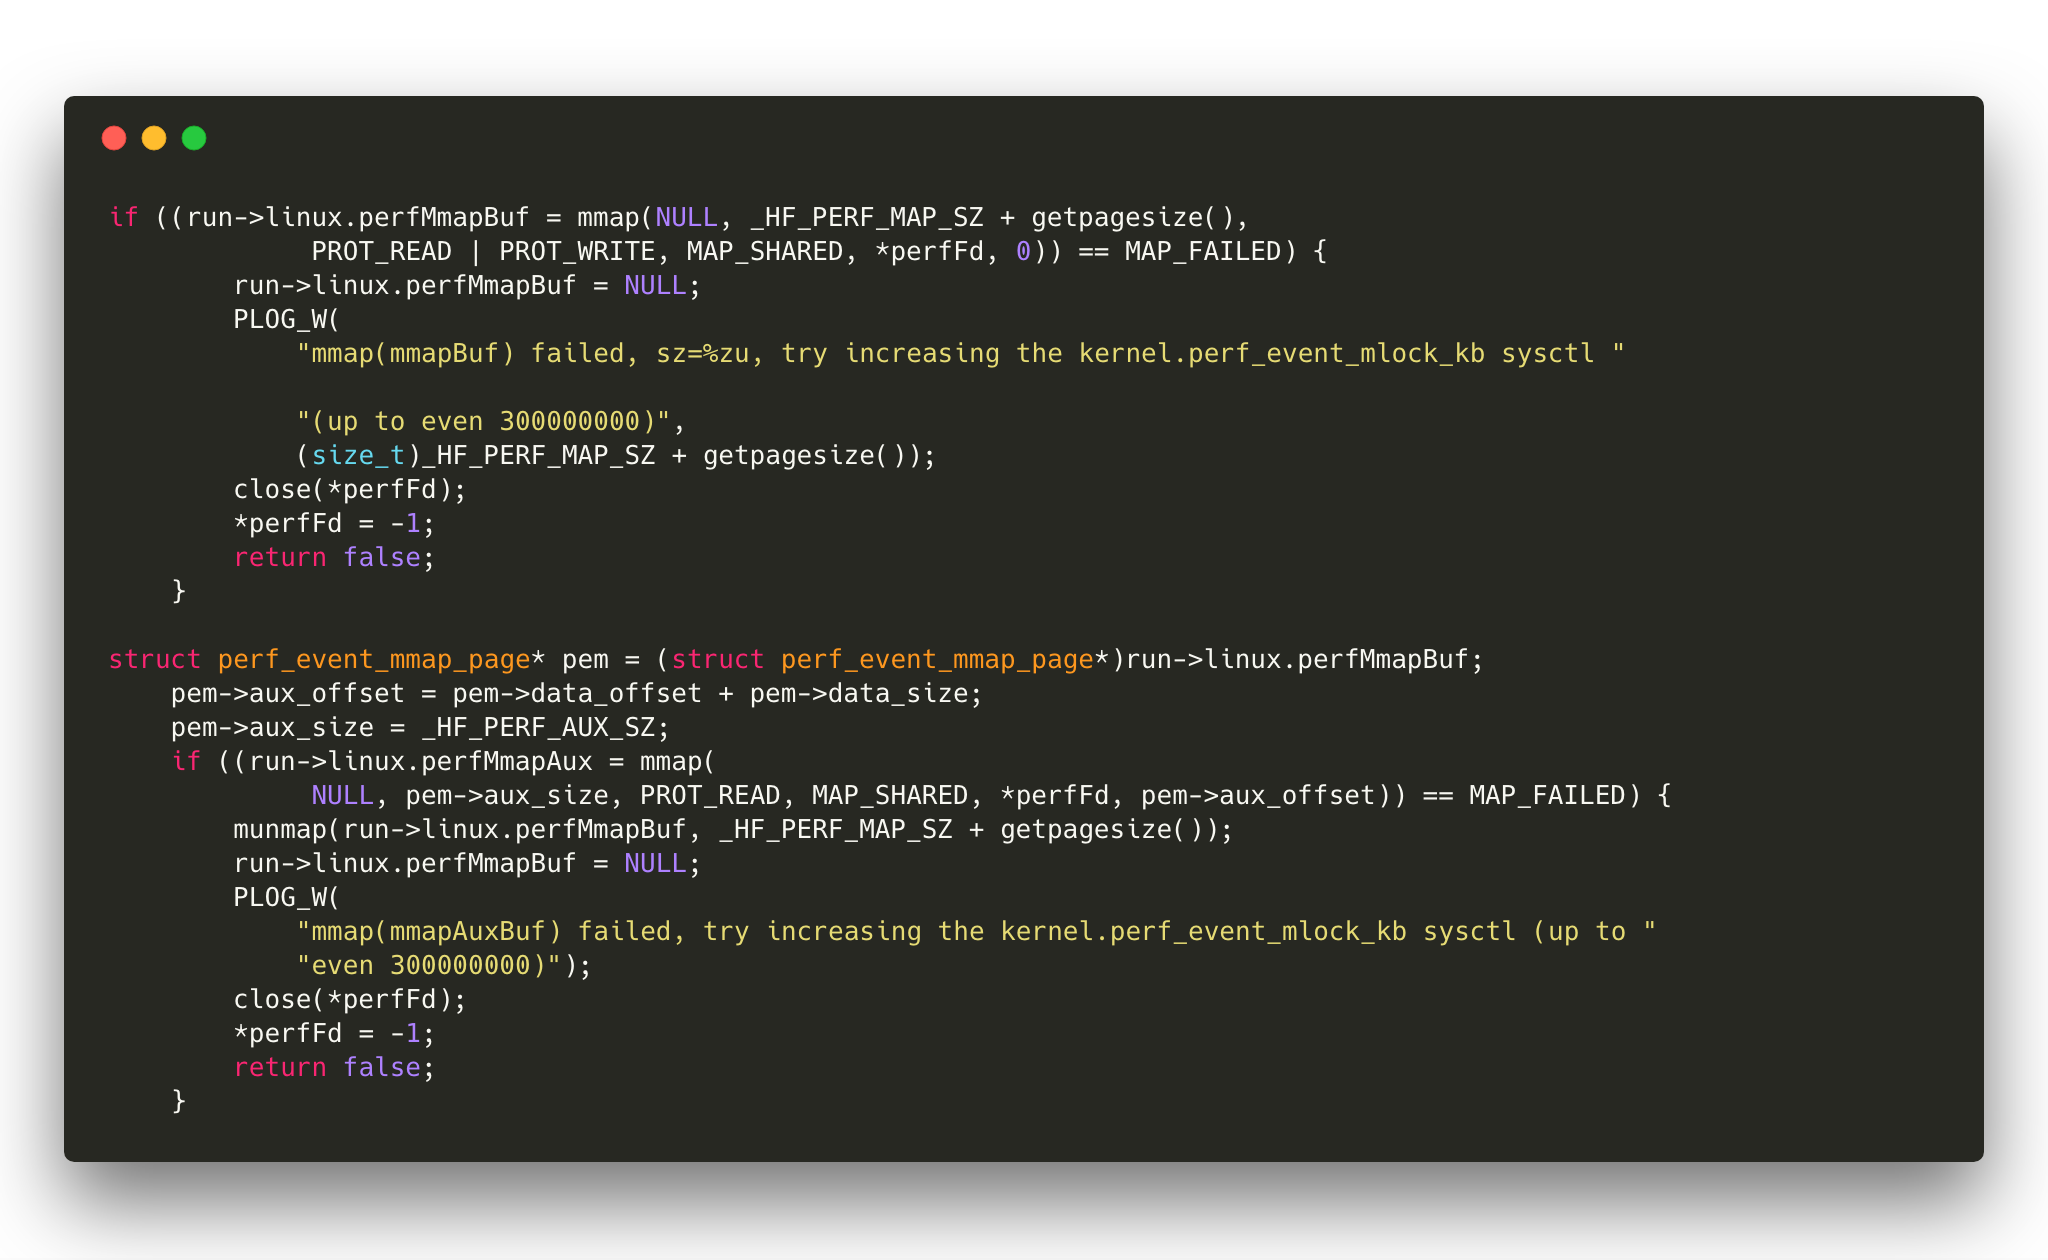 if ((run->linux.perfMmapBuf = mmap(NULL, _HF_PERF_MAP_SZ + getpagesize(),
             PROT_READ | PROT_WRITE, MAP_SHARED, *perfFd, 0)) == MAP_FAILED) {
        run->linux.perfMmapBuf = NULL;
        PLOG_W(
            "mmap(mmapBuf) failed, sz=%zu, try increasing the kernel.perf_event_mlock_kb sysctl "
            "(up to even 300000000)",
            (size_t)_HF_PERF_MAP_SZ + getpagesize());
        close(*perfFd);
        *perfFd = -1;
        return false;
    }
struct perf_event_mmap_page* pem = (struct perf_event_mmap_page*)run->linux.perfMmapBuf;
    pem->aux_offset = pem->data_offset + pem->data_size;
    pem->aux_size = _HF_PERF_AUX_SZ;
    if ((run->linux.perfMmapAux = mmap(
             NULL, pem->aux_size, PROT_READ, MAP_SHARED, *perfFd, pem->aux_offset)) == MAP_FAILED) {
        munmap(run->linux.perfMmapBuf, _HF_PERF_MAP_SZ + getpagesize());
        run->linux.perfMmapBuf = NULL;
        PLOG_W(
            "mmap(mmapAuxBuf) failed, try increasing the kernel.perf_event_mlock_kb sysctl (up to "
            "even 300000000)");
        close(*perfFd);
        *perfFd = -1;
        return false;
    }